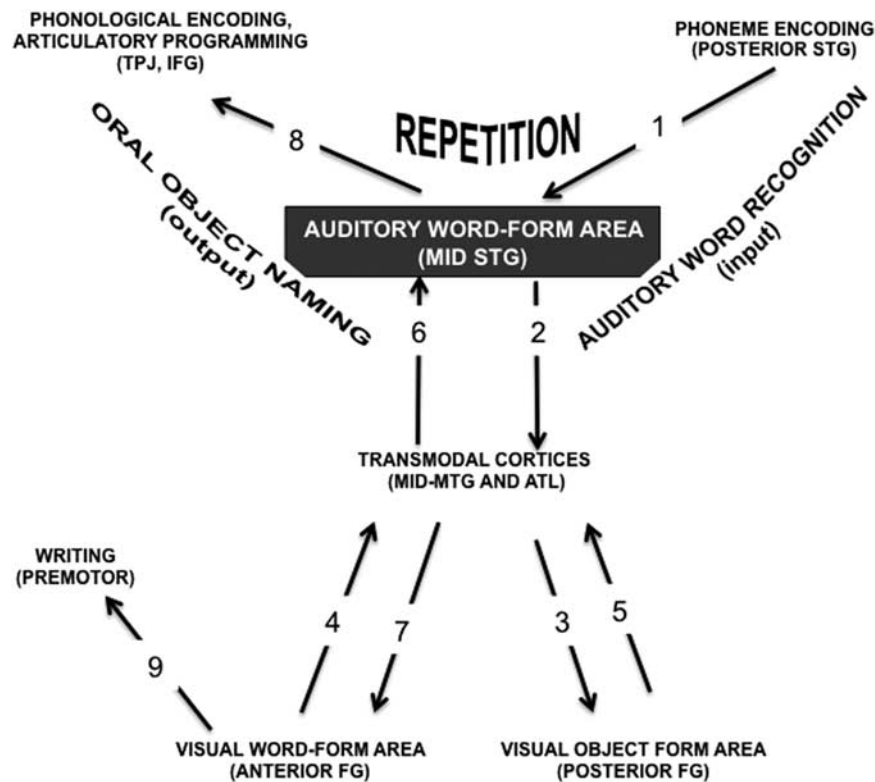 PHONOLOGICAL ENCODING,
ARTICULATORY PROGRAMMING
(TPJ, IFG)
PHONEME ENCODING
(POSTERIOR STG)
REPETITION
8
1
ORAL OBJECT NAMING
(output)
AUDITORY WORD RECOGNITION
(input)
AUDITORY WORD-FORM AREA
(MID STG)
6
2
TRANSMODAL CORTICES
(MID-MTG AND ATL)
WRITING
(PREMOTOR)
4
7
3
5
9
VISUAL WORD-FORM AREA
(ANTERIOR FG)
VISUAL OBJECT FORM AREA
(POSTERIOR FG)